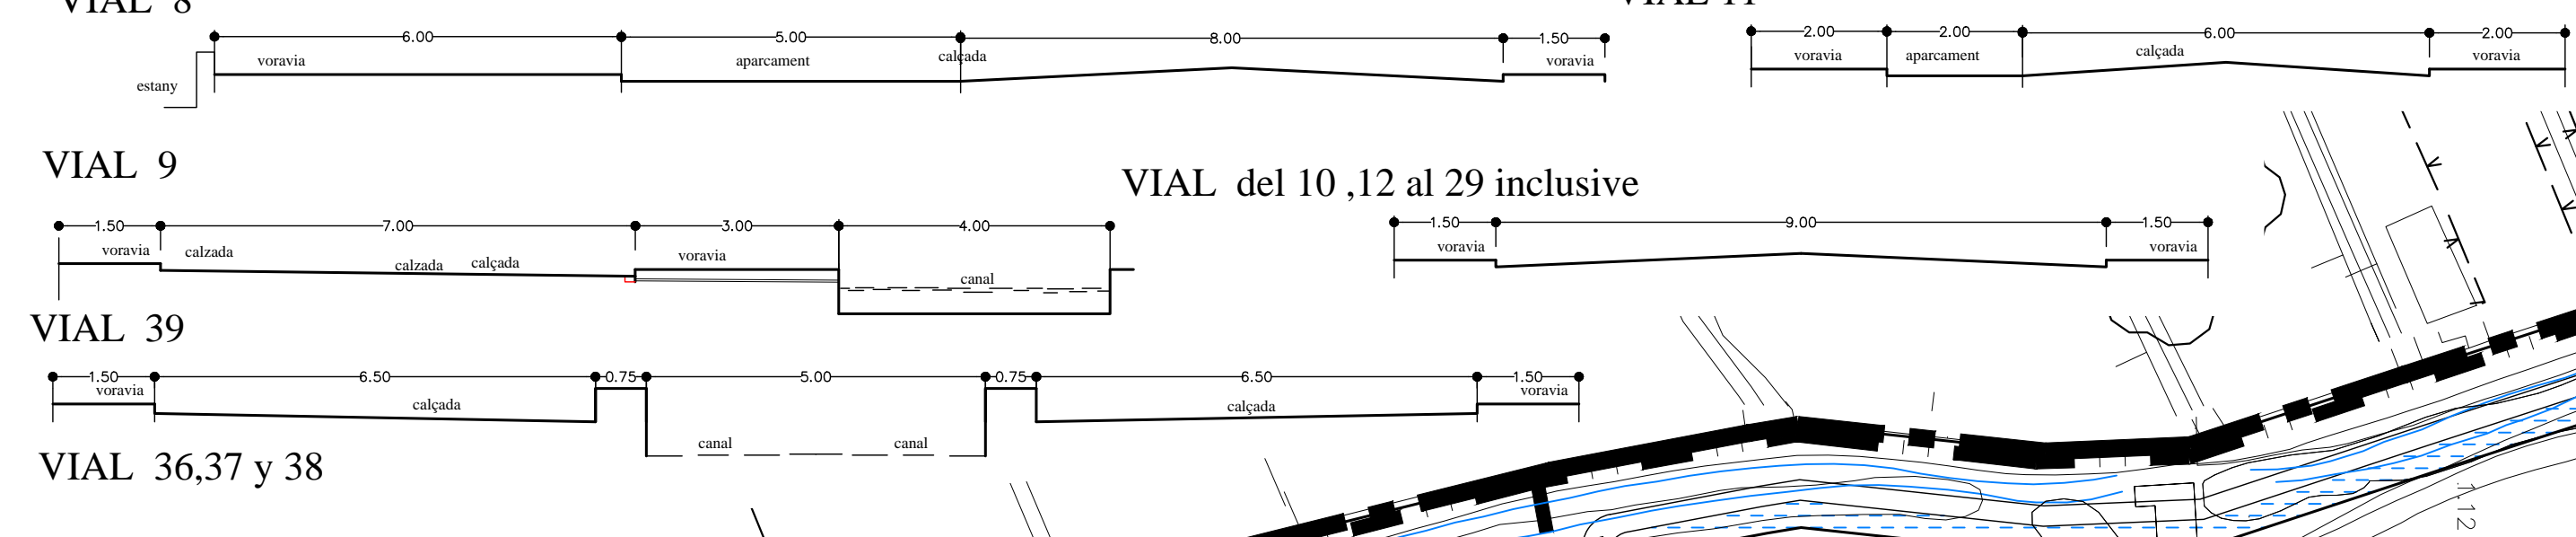 VIAL 8
VIAL 11
6.00 5.00 8.00 1.50
voravia aparcament calçada voravia
estany
2.00 2.00 6.00 2.00
voravia aparcament calçada voravia
VIAL 9
1.50 7.00 3.00 4.00
voravia calzada calzada calçada voravia canal
VIAL del 10 ,12 al 29 inclusive
1.50 9.00 1.50
voravia voravia
VIAL 39
1.50 6.50 0.75 5.00 0.75 6.50 1.50
voravia calçada canal canal calçada voravia
VIAL 36,37 y 38
1.12